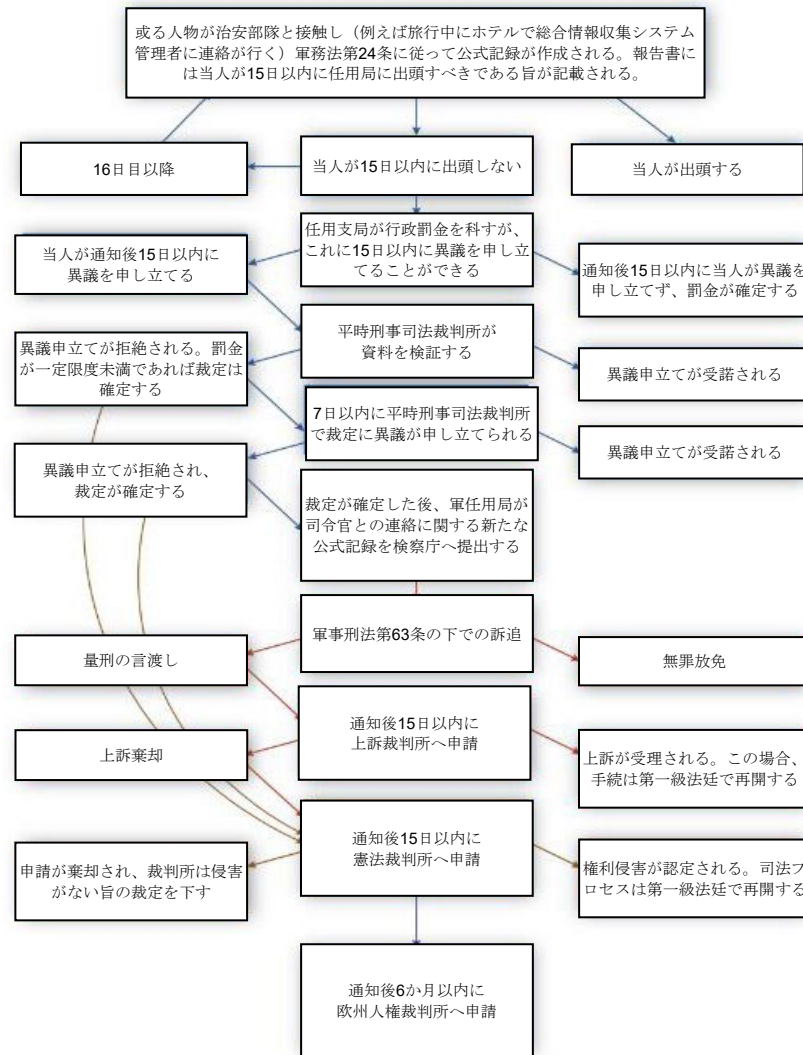 或る人物が治安部隊と接触し（例えば旅行中にホテルで総合情報収集システム
管理者に連絡が行く）軍務法第24条に従って公式記録が作成される。報告書に
は当人が15日以内に任用局に出頭すべきである旨が記載される。
16日目以降
当人が15日以内に出頭しない
当人が出頭する
任用支局が行政罰金を科すが、
これに15日以内に異議を申し立
てることができる
当人が通知後15日以内に
異議を申し立てる
通知後15日以内に当人が異議を
申し立てず、罰金が確定する
平時刑事司法裁判所が
資料を検証する
異議申立てが拒絶される。罰金
が一定限度未満であれば裁定は
確定する
異議申立てが受諾される
7日以内に平時刑事司法裁判所
で裁定に異議が申し立てられる
異議申立てが拒絶され、
裁定が確定する
異議申立てが受諾される
裁定が確定した後、軍任用局が
司令官との連絡に関する新たな
公式記録を検察庁へ提出する
軍事刑法第63条の下での訴追
量刑の言渡し
無罪放免
通知後15日以内に
上訴裁判所へ申請
上訴棄却
上訴が受理される。この場合、
手続は第一級法廷で再開する
通知後15日以内に
憲法裁判所へ申請
申請が棄却され、裁判所は侵害
がない旨の裁定を下す
権利侵害が認定される。司法プ
ロセスは第一級法廷で再開する
通知後6か月以内に
欧州人権裁判所へ申請